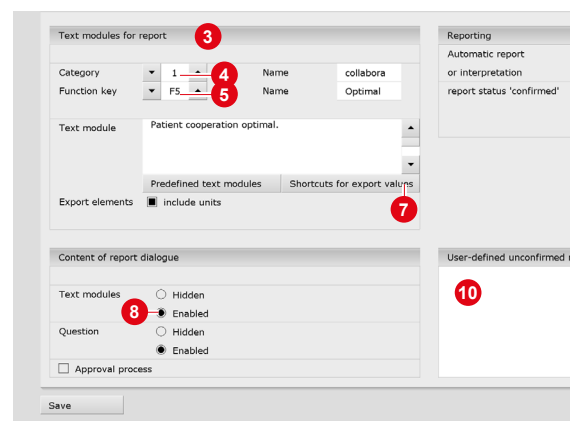 Text modules for report
3
Category 1 4 Name collabora
Function key F5 5 Name Optimal
Text module Patient cooperation optimal.
Predefined text modules Shortcuts for export values
Export elements include units
7
Content of report dialogue
Text modules Hidden
8 Enabled
Question Hidden
Enabled
Approval process
Save
Reporting
Automatic report
or interpretation
report status 'confirmed'
User-defined unconfirmed
10